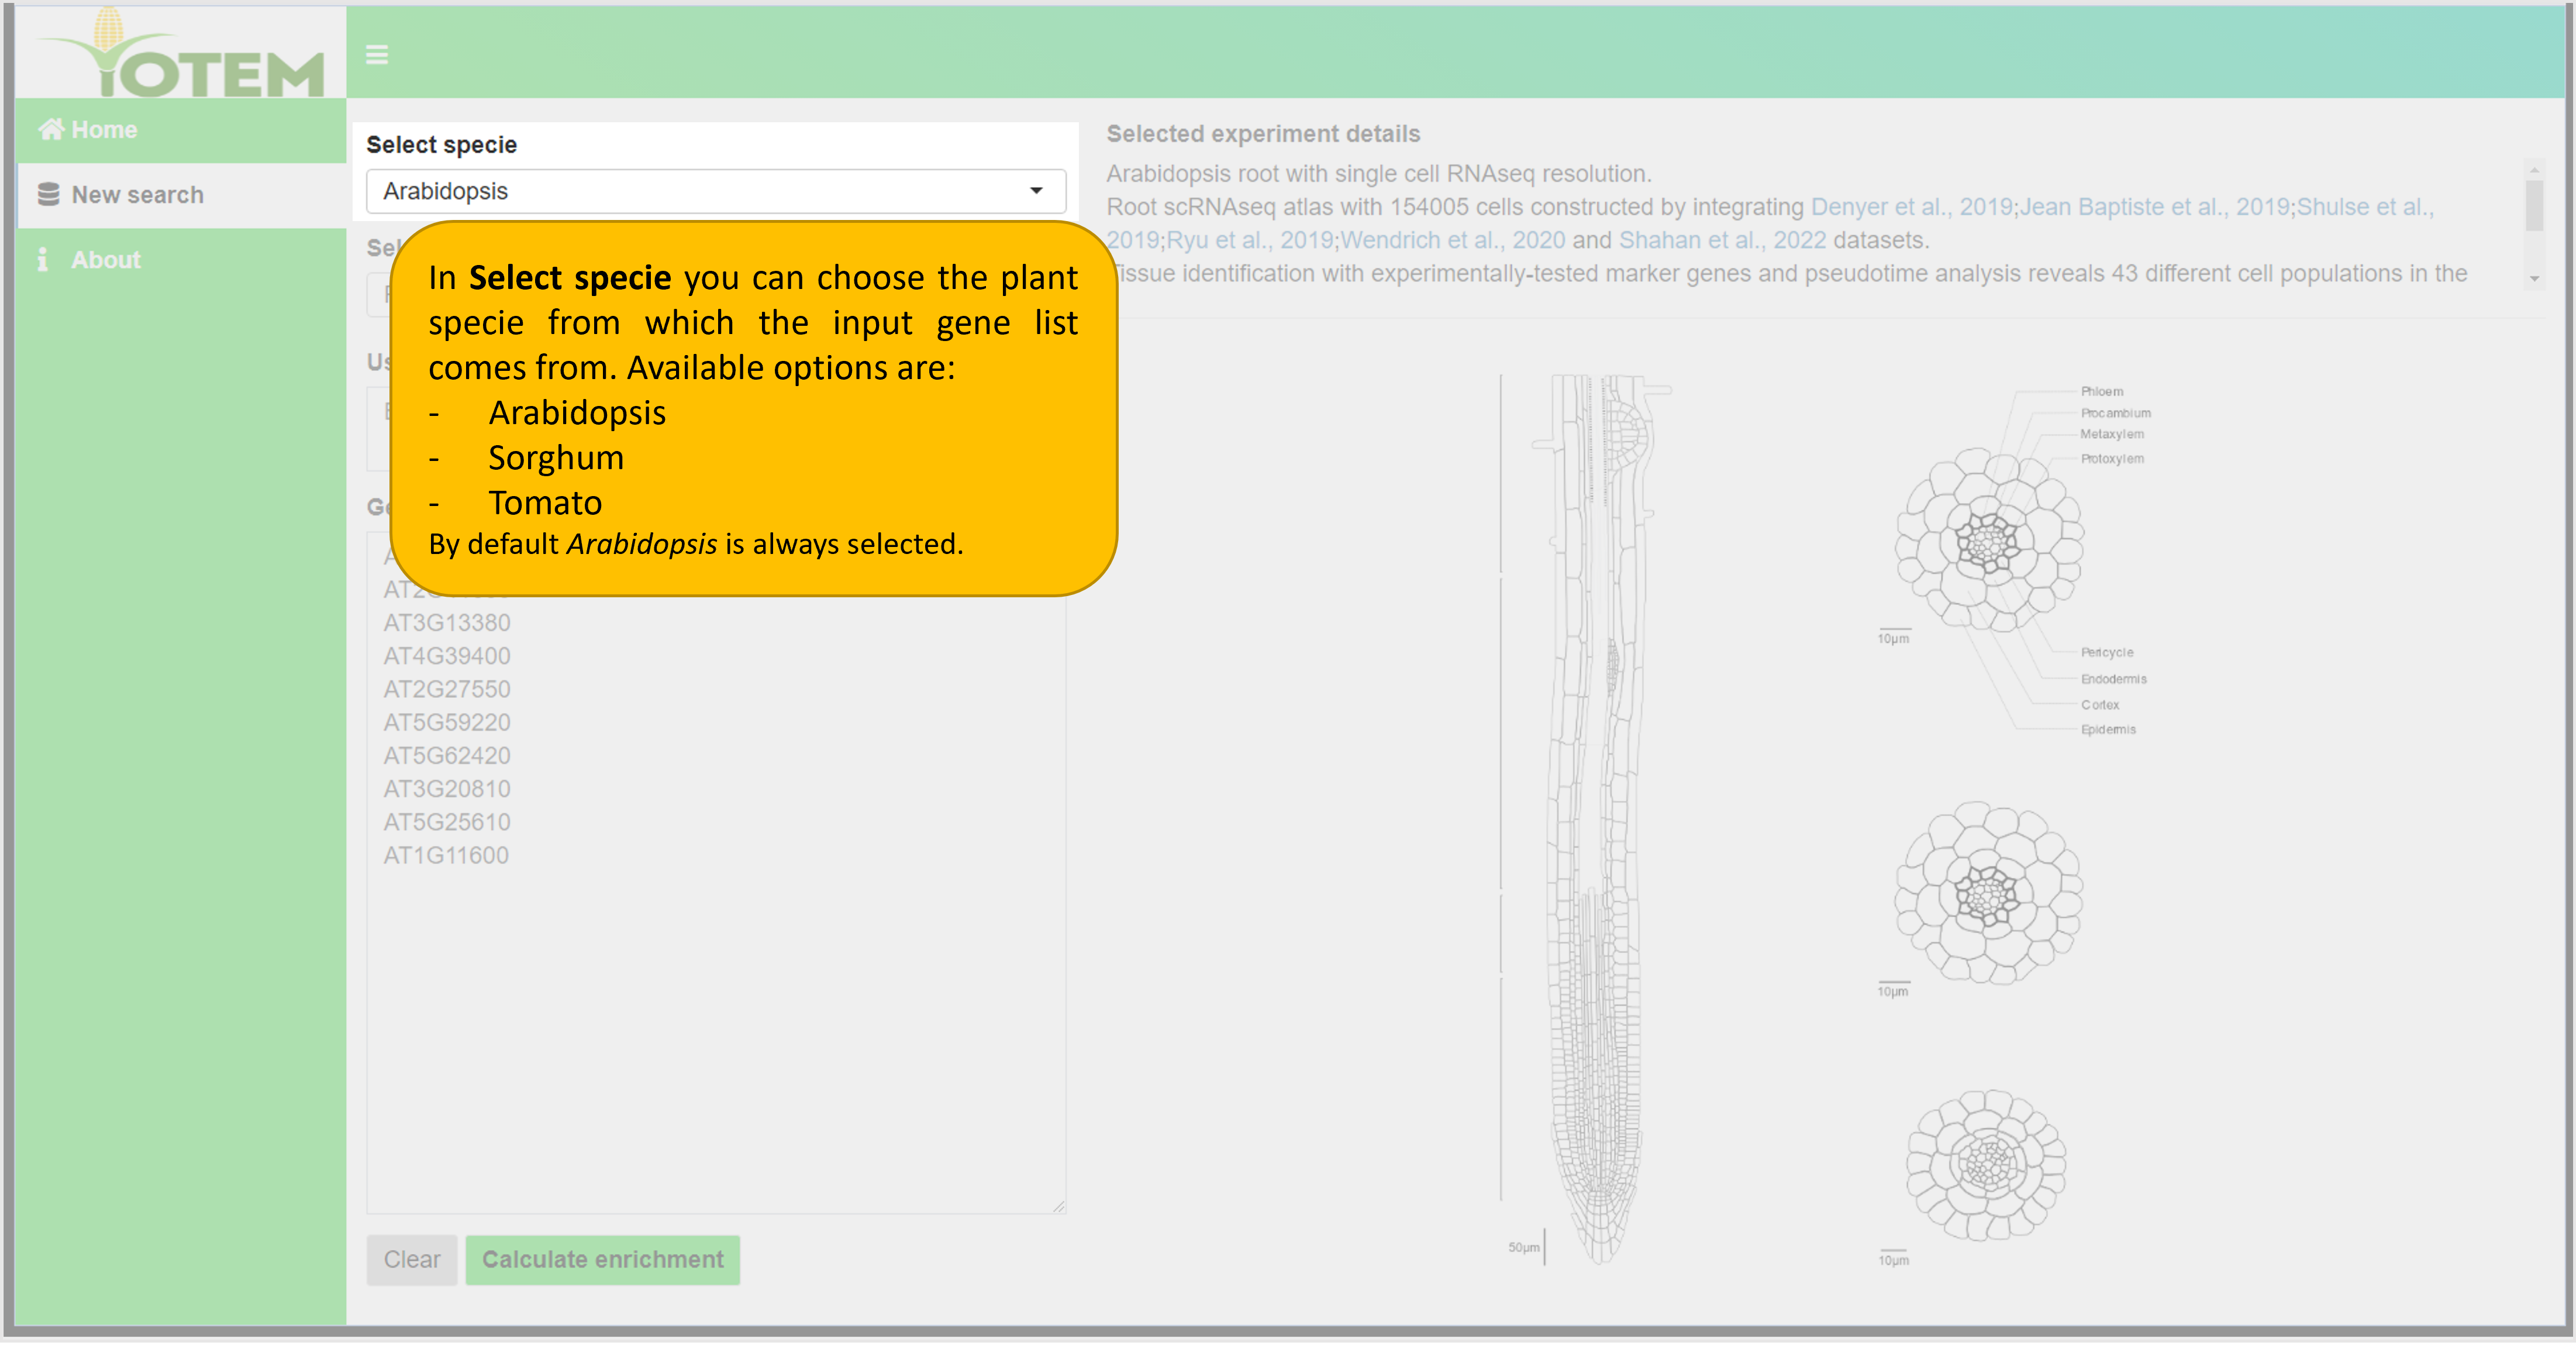 TOTEM
Home
New search
About
Select specie
Arabidopsis
In Select specie you can choose the plant
specie from which the input gene list
comes from. Available options are:
- Arabidopsis
- Sorghum
- Tomato
By default Arabidopsis is always selected.
AT3G13380
AT4G39400
AT2G27550
AT5G59220
AT5G62420
AT3G20810
AT5G25610
AT1G11600
Clear
Calculate enrichment
Selected experiment details
Arabidopsis root with single cell RNAseq resolution.
Root scRNAseq atlas with 154005 cells constructed by integrating Denyer et al., 2019;Jean Baptiste et al., 2019;Shulse et al.,
2019;Ryu et al., 2019;Wendrich et al., 2020 and Shahan et al., 2022 datasets.
Tissue identification with experimentally-tested marker genes and pseudotime analysis reveals 43 different cell populations in the
Phloem
Procambium
Metaxylem
Protoxylem
10µm
Pericycle
Endodermis
Cortex
Epidermis
10µm
50µm
10µm